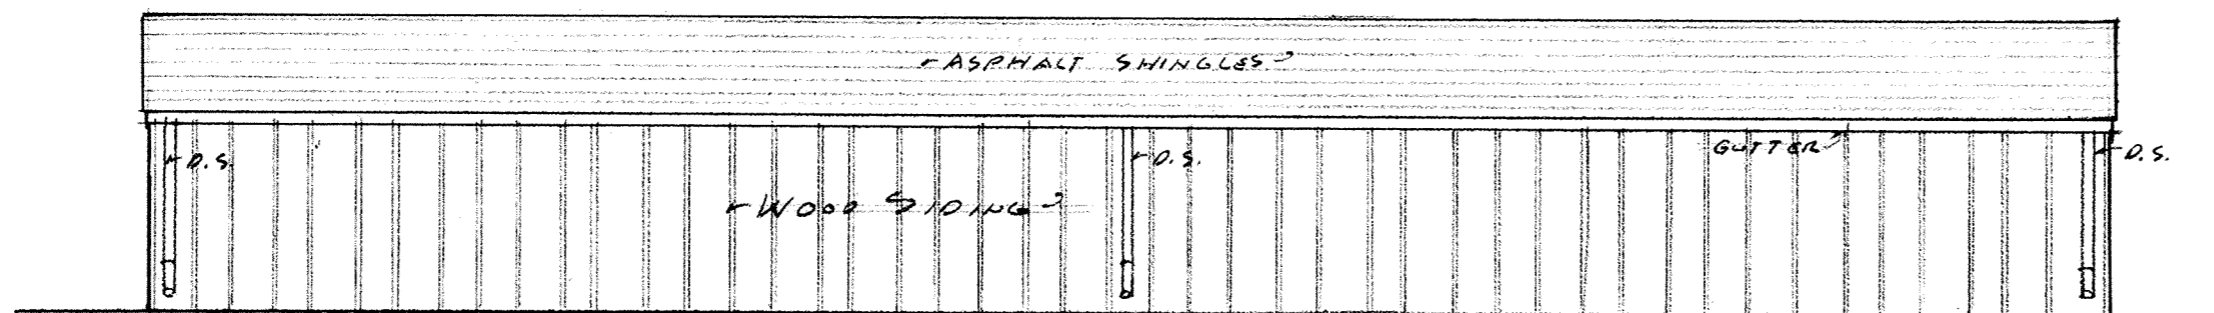 ASPHALT SHINGLES
GUTTER
D.S.
D.S.
D.S.
WOOD SIDING